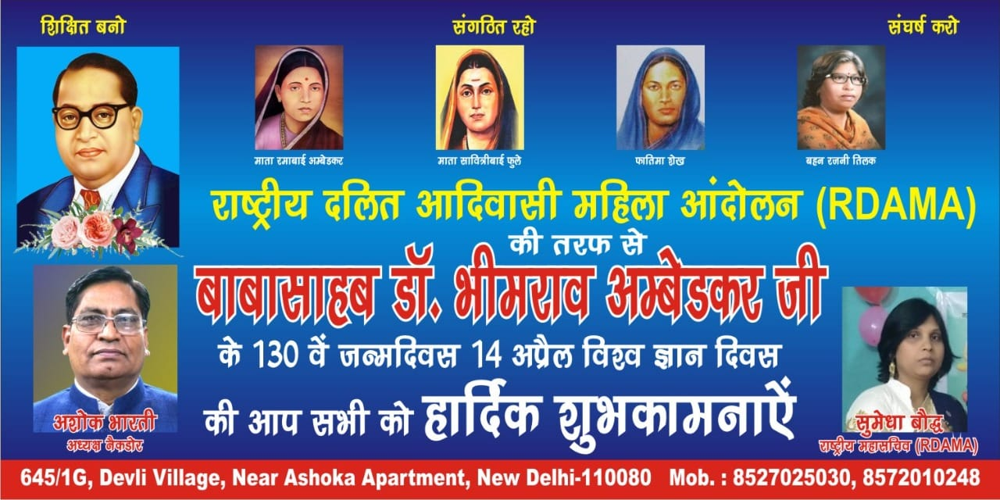 शिक्षित बनो
संगठित रहो
संघर्ष करो
माता रमाबाई अम्बेडकर
माता सावित्रीबाई फुले
फातिमा शेख
बहन रजनी तिलक
राष्ट्रीय दलित आदिवासी महिला आंदोलन (RDAMA)
की तरफ से
बाबासाहब डॉ. भीमराव अम्बेडकर जी
के 130 वें जन्मदिवस 14 अप्रैल विश्व ज्ञान दिवस
की आप सभी को हार्दिक शुभकामनाऐं
अशोक भारती
अध्यक्ष नैकडोर
सुमेधा बौद्ध
राष्ट्रीय महासचिव (RDAMA)
645/1G, Devli Village, Near Ashoka Apartment, New Delhi-110080 Mob. : 8527025030, 8572010248